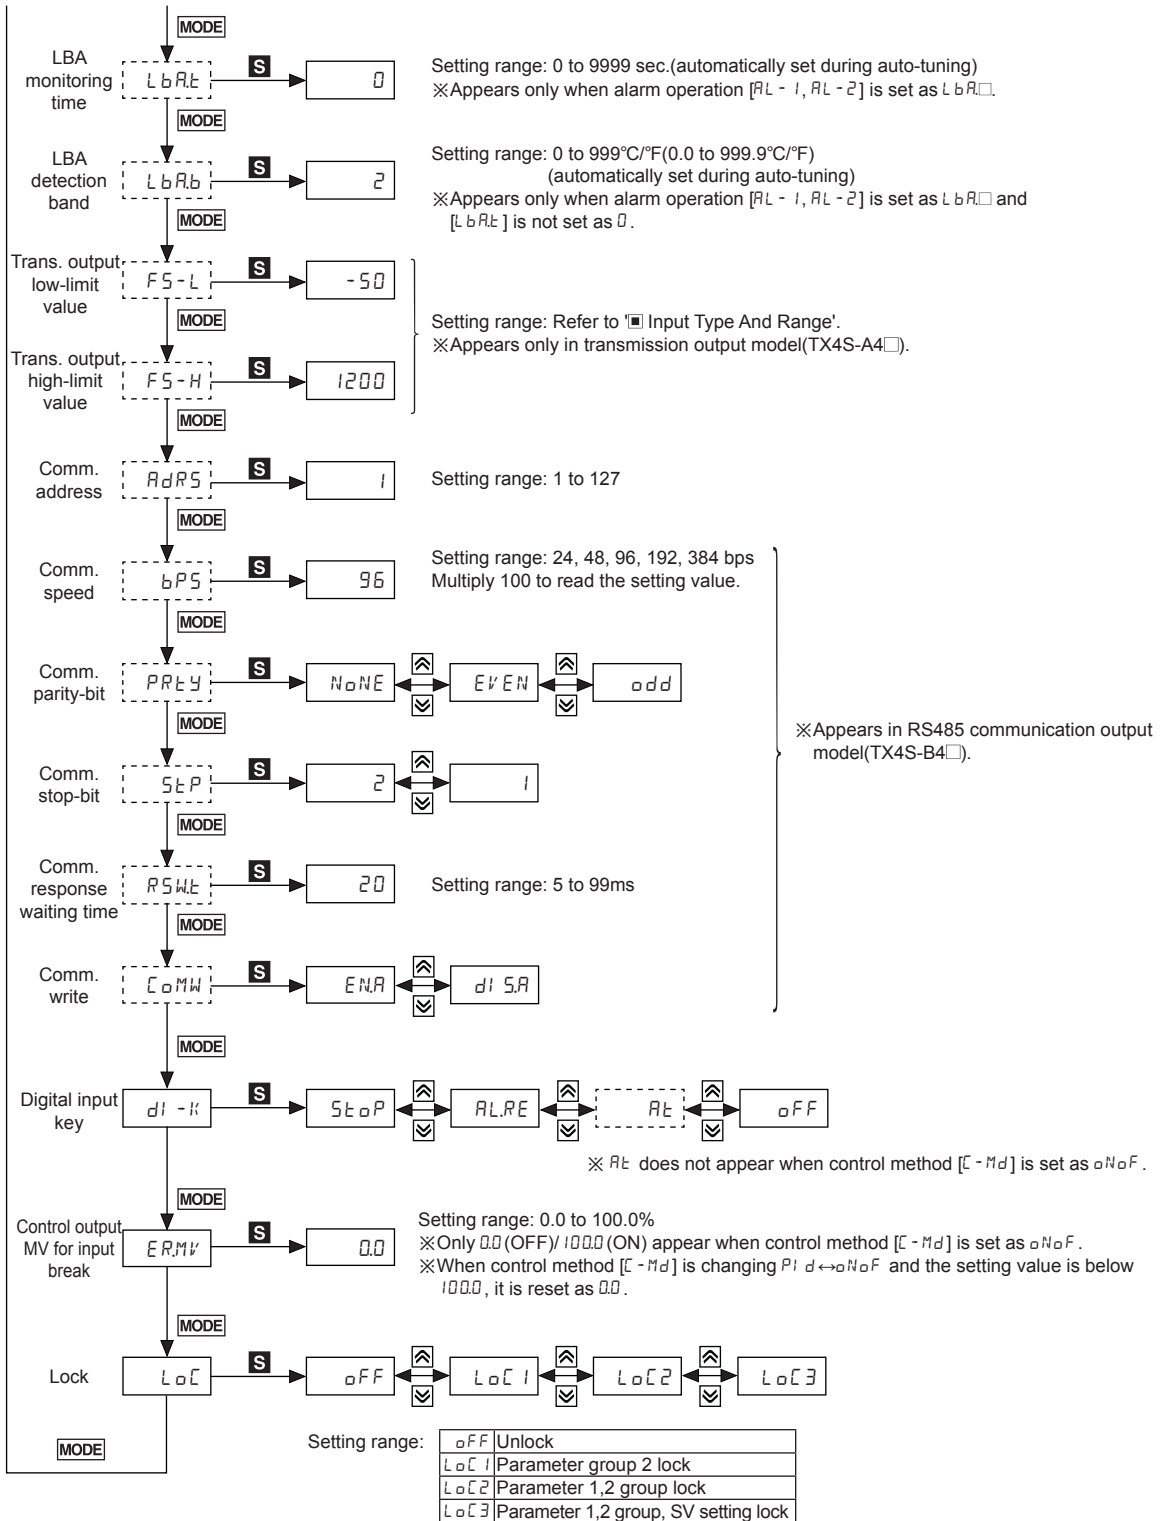 MODE
LBA
monitoring
time
LbA.t
S
0
Setting range: 0 to 9999 sec.(automatically set during auto-tuning)
※Appears only when alarm operation [AL-1, AL-2] is set as LbA.□.
MODE
LBA
detection
band
LbA.b
S
2
Setting range: 0 to 999°C/°F(0.0 to 999.9°C/°F)
(automatically set during auto-tuning)
※Appears only when alarm operation [AL-1, AL-2] is set as LbA.□ and
[LbA.t] is not set as 0.
MODE
Trans. output
low-limit
value
FS-L
S
-50
MODE
Setting range: Refer to '▣ Input Type And Range'.
※Appears only in transmission output model(TX4S-A4□).
Trans. output
high-limit
value
FS-H
S
1200
MODE
Comm.
address
AdRS
S
1
Setting range: 1 to 127
MODE
Comm.
speed
bPS
S
96
Setting range: 24, 48, 96, 192, 384 bps
Multiply 100 to read the setting value.
MODE
Comm.
parity-bit
PRtY
S
NoNE
EVEN
odd
MODE
※Appears in RS485 communication output
model(TX4S-B4□).
Comm.
stop-bit
StP
S
2
1
MODE
Comm.
response
waiting time
RSW.t
S
20
Setting range: 5 to 99ms
MODE
Comm.
write
CoMW
S
EN.A
dIS.A
MODE
Digital input
key
dI-K
S
StoP
AL.RE
At
oFF
※ At does not appear when control method [C-Md] is set as oNoF.
MODE
Control output
MV for input
break
ER.MV
S
0.0
Setting range: 0.0 to 100.0%
※Only 0.0 (OFF)/ 100.0 (ON) appear when control method [C-Md] is set as oNoF.
※When control method [C-Md] is changing PId↔oNoF and the setting value is below
100.0, it is reset as 0.0.
MODE
Lock
LoC
S
oFF
LoC1
LoC2
LoC3
MODE
Setting range:
oFF Unlock
LoC1 Parameter group 2 lock
LoC2 Parameter 1,2 group lock
LoC3 Parameter 1,2 group, SV setting lock